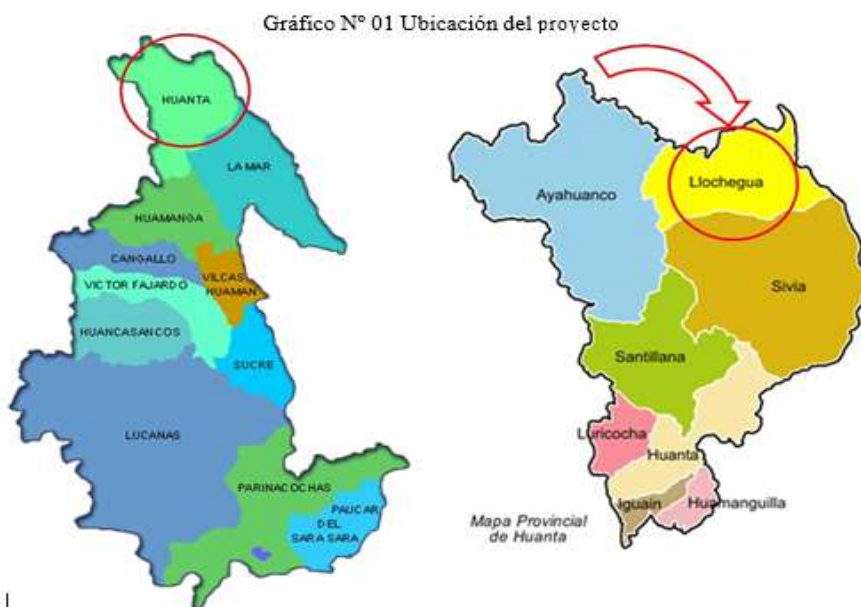 Gráfico N° 01 Ubicación del proyecto
HUANTA
LA MAR
HUAMANGA
CANGALLO
VILCAS
HUAMAN
VICTOR FAJARDO
HUANCASANCOS
SUCRE
LUCANAS
PARINACOCHAS
PAUCAR
DEL
SARA SARA
Ayahuanco
Llochegua
Sivia
Santillana
Luricocha
Huanta
Iguain
Huamanguilla
Mapa Provincial
de Huanta